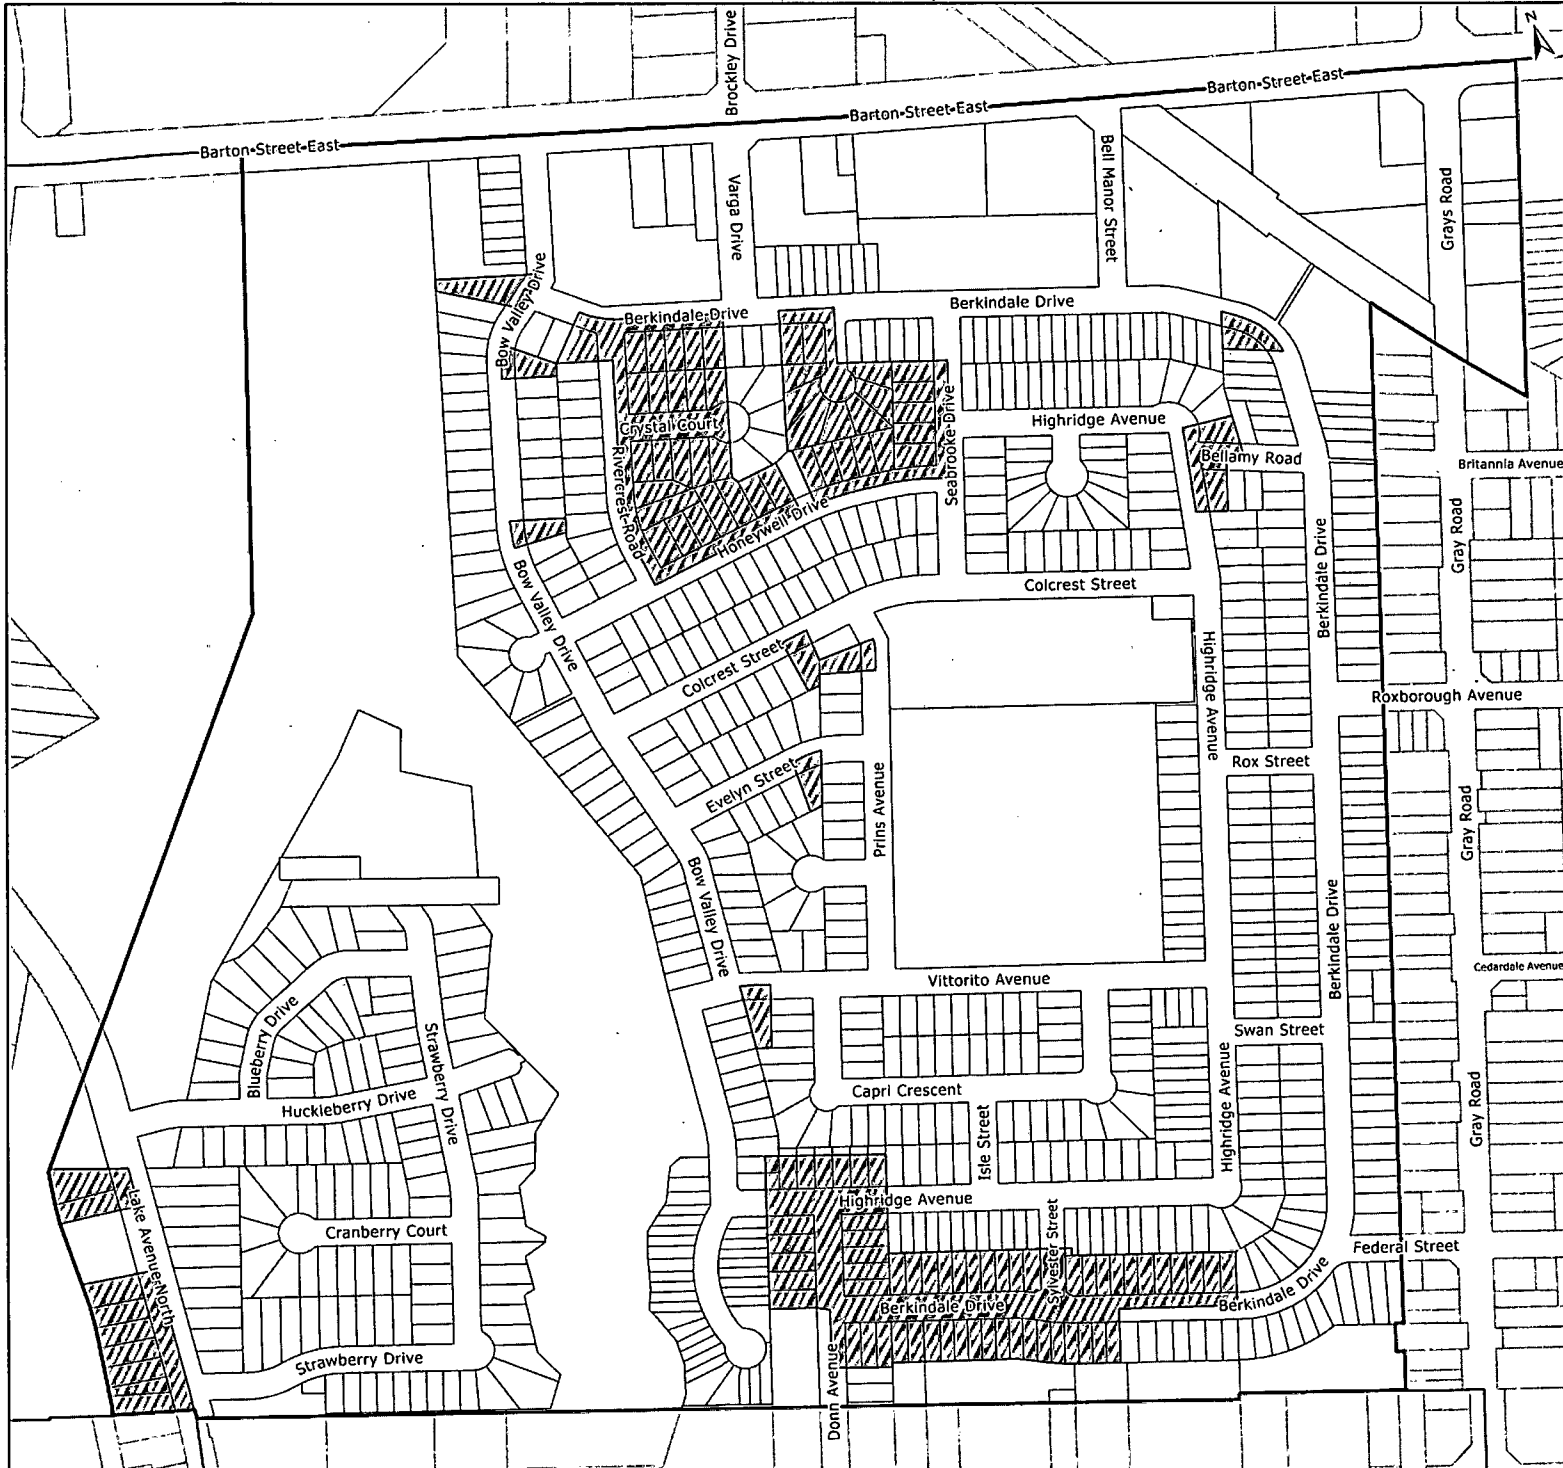 Brockley Drive
N
Barton Street East
Barton Street East
Barton Street East
Varga Drive
Bell Manor Street
Grays Road
Bow Valley Drive
Berkindale Drive
Berkindale Drive
Bow Valley Drive
Crystal Court
Seabrooke Drive
Highridge Avenue
Bellamy Road
Britannia Avenue
Rivercrest Road
Honeywell Drive
Gray Road
Berkindale Drive
Bow Valley Drive
Colcrest Street
Colcrest Street
Highridge Avenue
Roxborough Avenue
Evelyn Street
Prins Avenue
Rox Street
Gray Road
Bow Valley Drive
Berkindale Drive
Vittorito Avenue
Cedardale Avenue
Blueberry Drive
Strawberry Drive
Swan Street
Huckleberry Drive
Capri Crescent
Isle Street
Highridge Avenue
Gray Road
Lake Avenue North
Highridge Avenue
Cranberry Court
Sylvester Street
Federal Street
Berkindale Drive
Berkindale Drive
Strawberry Drive
Donn Avenue